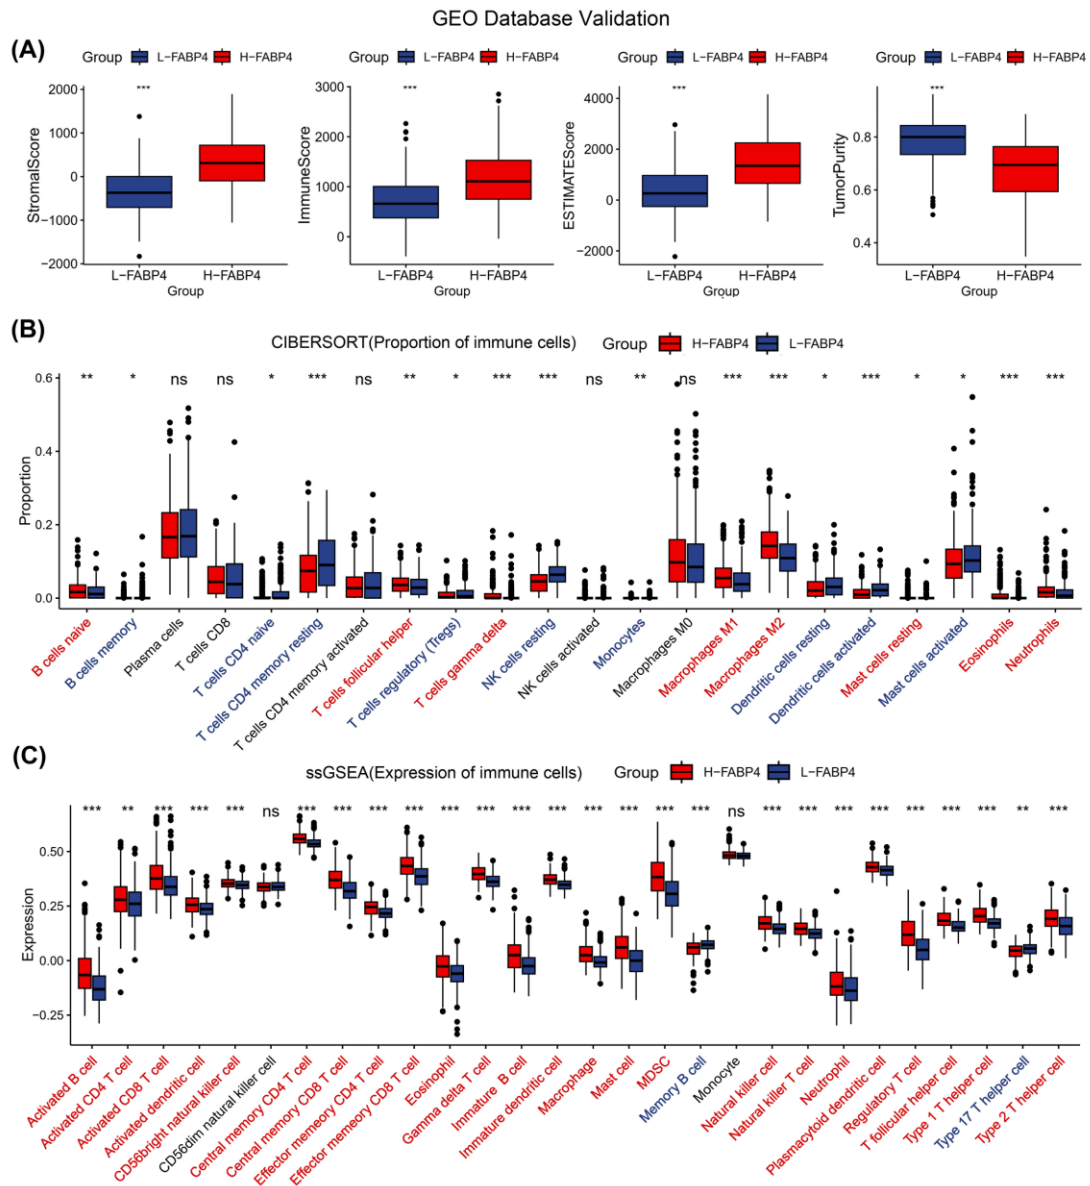 GEO Database Validation
(A)
Group L-FABP4 H-FABP4
Group L-FABP4 H-FABP4
Group L-FABP4 H-FABP4
Group L-FABP4 H-FABP4
StromalScore
2000
1000
0
-1000
-2000
***
L-FABP4 H-FABP4
Group
ImmuneScore
3000
2000
1000
0
***
L-FABP4 H-FABP4
Group
ESTIMATEScore
4000
2000
0
-2000
***
L-FABP4 H-FABP4
Group
TumorPurity
0.8
0.6
0.4
***
L-FABP4 H-FABP4
Group
(B)
CIBERSORT(Proportion of immune cells) Group H-FABP4 L-FABP4
** * ns ns * *** ns ** * *** *** ns ** ns *** *** * *** * * *** ***
Proportion
0.6
0.4
0.2
0.0
B cells naive
B cells memory
Plasma cells
T cells CD8
T cells CD4 naive
T cells CD4 memory resting
T cells CD4 memory activated
T cells follicular helper
T cells regulatory (Tregs)
T cells gamma delta
NK cells resting
NK cells activated
Monocytes
Macrophages M0
Macrophages M1
Macrophages M2
Dendritic cells resting
Dendritic cells activated
Mast cells resting
Mast cells activated
Eosinophils
Neutrophils
(C)
ssGSEA(Expression of immune cells) Group H-FABP4 L-FABP4
*** ** *** *** *** ns *** *** *** *** *** *** *** *** *** *** *** *** ns *** *** *** *** *** *** *** ** ***
Expression
0.50
0.25
0.00
-0.25
Activated B cell
Activated CD4 T cell
Activated CD8 T cell
Activated dendritic cell
CD56bright natural killer cell
CD56dim natural killer cell
Central memory CD4 T cell
Central memory CD8 T cell
Effector memeory CD4 T cell
Effector memeory CD8 T cell
Eosinophil
Gamma delta T cell
Immature B cell
Immature dendritic cell
Macrophage
Mast cell
MDSC
Memory B cell
Monocyte
Natural killer cell
Natural killer T cell
Neutrophil
Plasmacytoid dendritic cell
Regulatory T cell
T follicular helper cell
Type 1 T helper cell
Type 17 T helper cell
Type 2 T helper cell